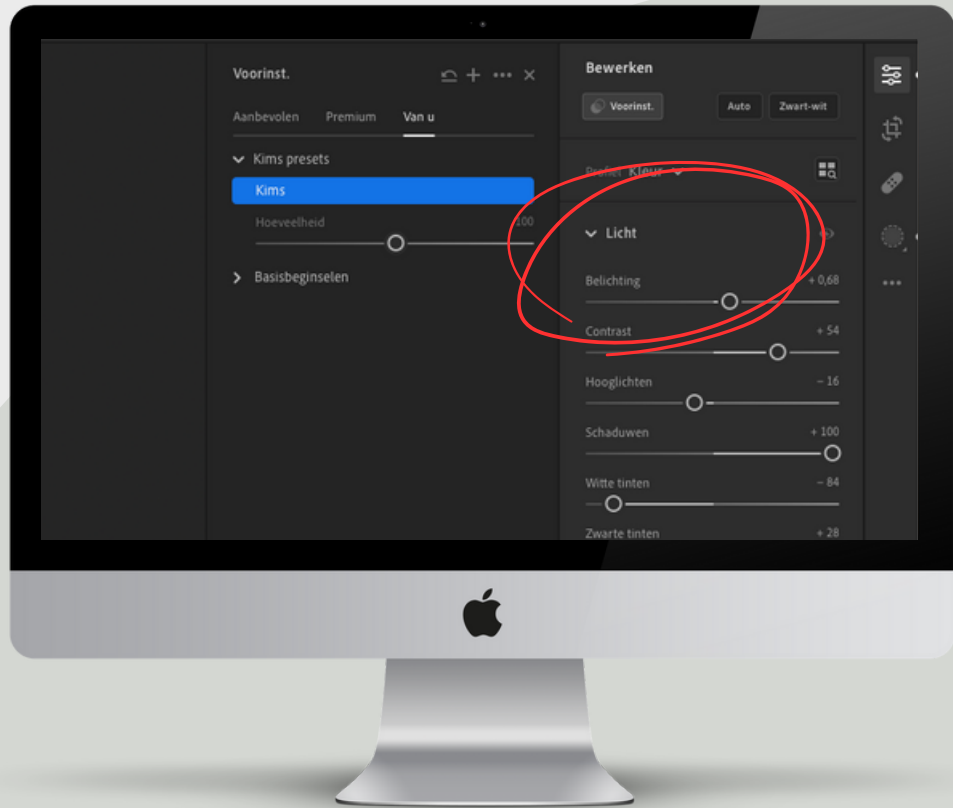 Voorinst.
Aanbevolen Premium Van u
Kims presets
Kims
Hoeveelheid 100
Basisbeginselen
Bewerken
Voorinst. Auto Zwart-wit
Profiel Kleur
Licht
Belichting + 0,68
Contrast + 54
Hooglichten – 16
Schaduwen + 100
Witte tinten – 84
Zwarte tinten + 28